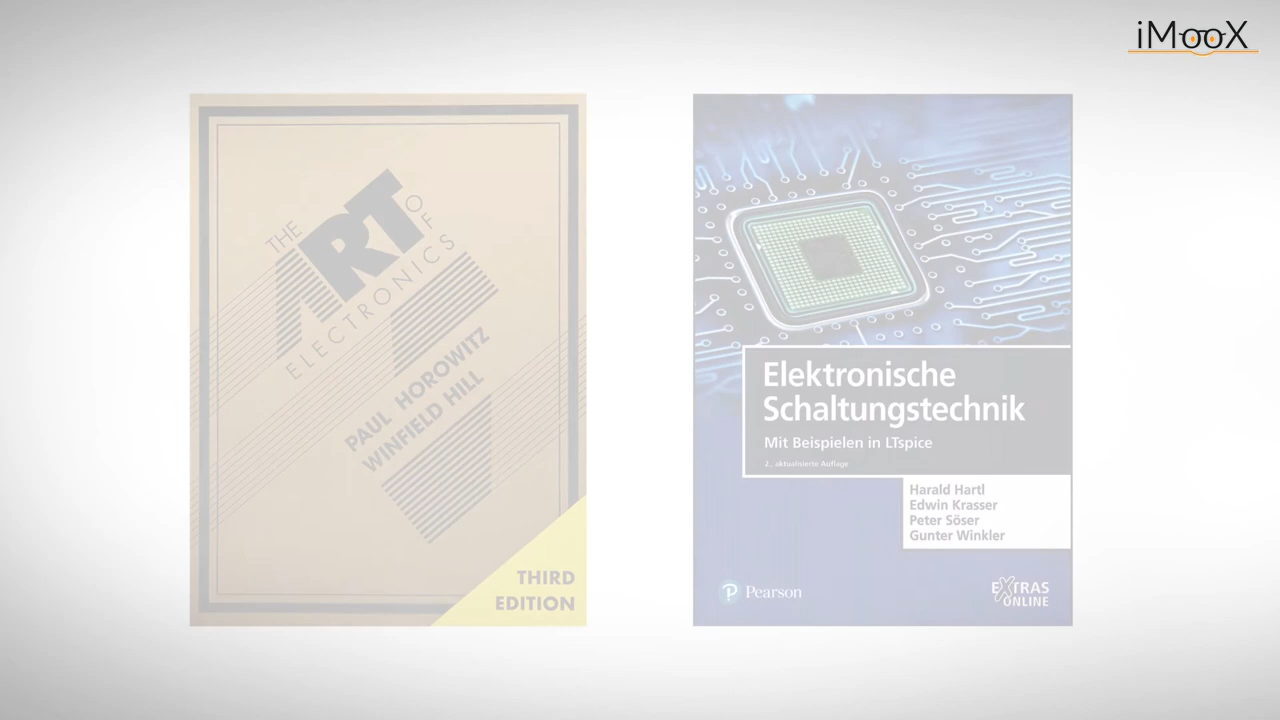 iMooX
THE
ART
OF
ELECTRONICS
PAUL HOROWITZ
WINFIELD HILL
THIRD
EDITION
Elektronische
Schaltungstechnik
Mit Beispielen in LTspice
2., aktualisierte Auflage
Harald Hartl
Edwin Krasser
Peter Söser
Gunter Winkler
Pearson
EXTRAS
ONLINE